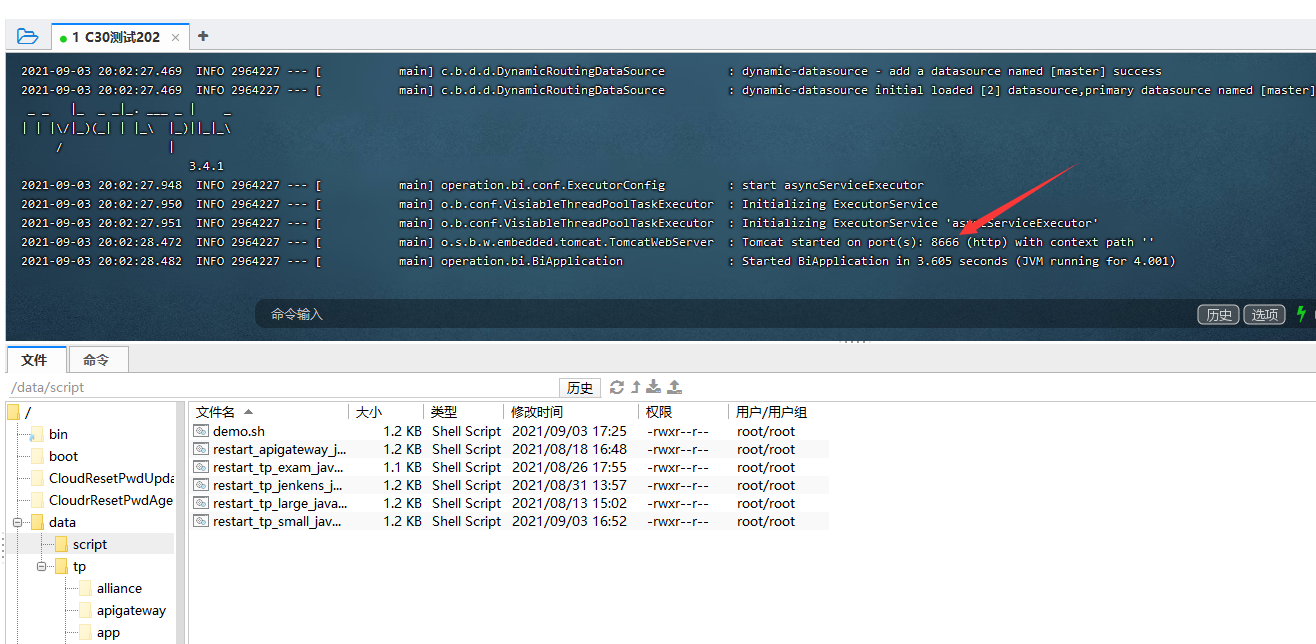 1 C30测试202 × +
2021-09-03 20:02:27.469 INFO 2964227 --- [ main] c.b.d.d.DynamicRoutingDataSource : dynamic-datasource - add a datasource named [master] success
2021-09-03 20:02:27.469 INFO 2964227 --- [ main] c.b.d.d.DynamicRoutingDataSource : dynamic-datasource initial loaded [2] datasource,primary datasource named [master]
 _ _   |_  _ _|_. ___ _ |    _
| | |\/|_)(_| | |_\  |_)||_|_\
     /               |
3.4.1
2021-09-03 20:02:27.948 INFO 2964227 --- [ main] operation.bi.conf.ExecutorConfig : start asyncServiceExecutor
2021-09-03 20:02:27.950 INFO 2964227 --- [ main] o.b.conf.VisiableThreadPoolTaskExecutor : Initializing ExecutorService
2021-09-03 20:02:27.951 INFO 2964227 --- [ main] o.b.conf.VisiableThreadPoolTaskExecutor : Initializing ExecutorService 'asyncServiceExecutor'
2021-09-03 20:02:28.472 INFO 2964227 --- [ main] o.s.b.w.embedded.tomcat.TomcatWebServer : Tomcat started on port(s): 8666 (http) with context path ''
2021-09-03 20:02:28.482 INFO 2964227 --- [ main] operation.bi.BiApplication : Started BiApplication in 3.605 seconds (JVM running for 4.001)
命令输入 历史 选项
文件 命令
/data/script 历史
/ 文件名 大小 类型 修改时间 权限 用户/用户组
bin
boot
CloudResetPwdUpda
CloudrResetPwdAge
data
script
tp
alliance
apigateway
app
demo.sh 1.2 KB Shell Script 2021/09/03 17:25 -rwxr--r-- root/root
restart_apigateway_j... 1.2 KB Shell Script 2021/08/18 16:48 -rwxr--r-- root/root
restart_tp_exam_jav... 1.1 KB Shell Script 2021/08/26 17:55 -rwxr--r-- root/root
restart_tp_jenkens_j... 1.2 KB Shell Script 2021/08/31 13:57 -rwxr--r-- root/root
restart_tp_large_java... 1.2 KB Shell Script 2021/08/13 15:02 -rwxr--r-- root/root
restart_tp_small_jav... 1.2 KB Shell Script 2021/09/03 16:52 -rwxr--r-- root/root